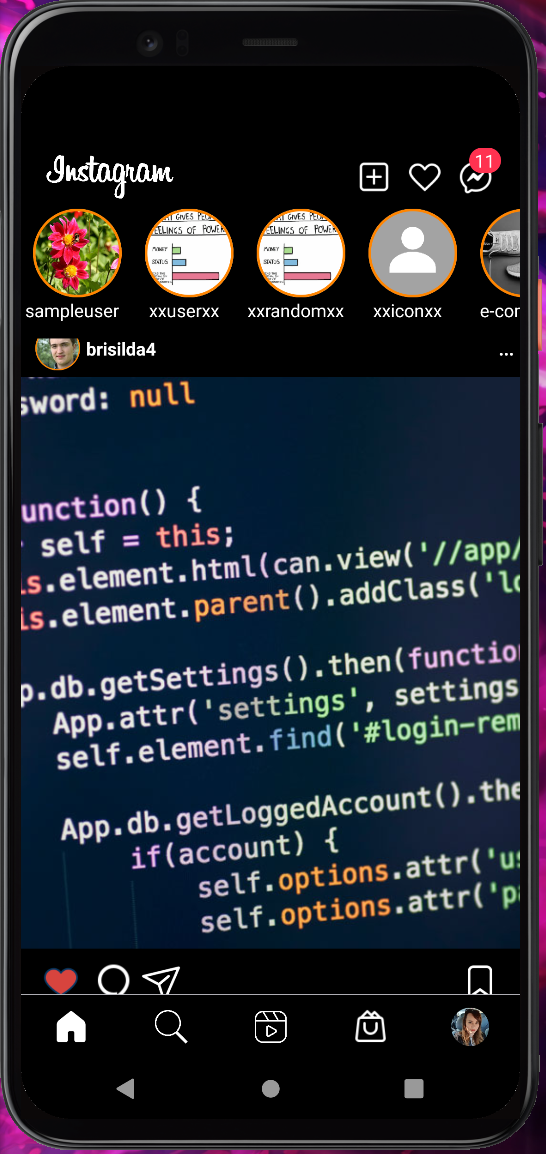 Instagram
11
sampleuser
xxuserxx
xxrandomxx
xxiconxx
e-con
brisilda4
...
sword: null
unction() {
self = this;
is.element.html(can.view('//app/
is.element.parent().addClass('lo
p.db.getSettings().then(functio
App.attr('settings', settings
self.element.find('#login-rem
App.db.getLoggedAccount().the
if(account) {
self.options.attr('us
self.options.attr('pa